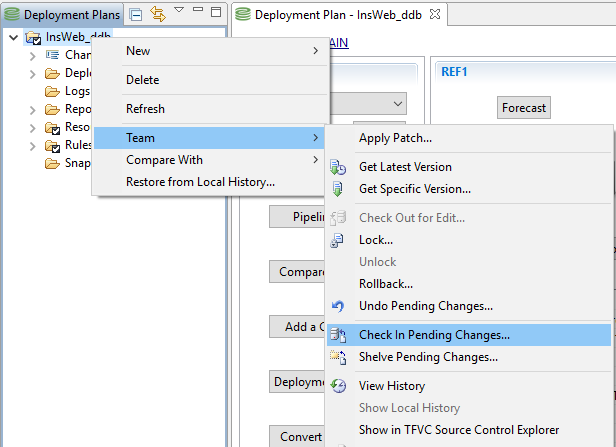 Deployment Plans
InsWeb_ddb
Chan
Deplo
Logs
Repo
Reso
Rules
Snap
New
Delete
Refresh
Team
Compare With
Restore from Local History...
Deployment Plan - InsWeb_ddb
AIN
REF1
Forecast
Pipelin
Compare
Add a C
Deployme
Convert
Apply Patch...
Get Latest Version
Get Specific Version...
Check Out for Edit...
Lock...
Unlock
Rollback...
Undo Pending Changes...
Check In Pending Changes...
Shelve Pending Changes...
View History
Show Local History
Show in TFVC Source Control Explorer